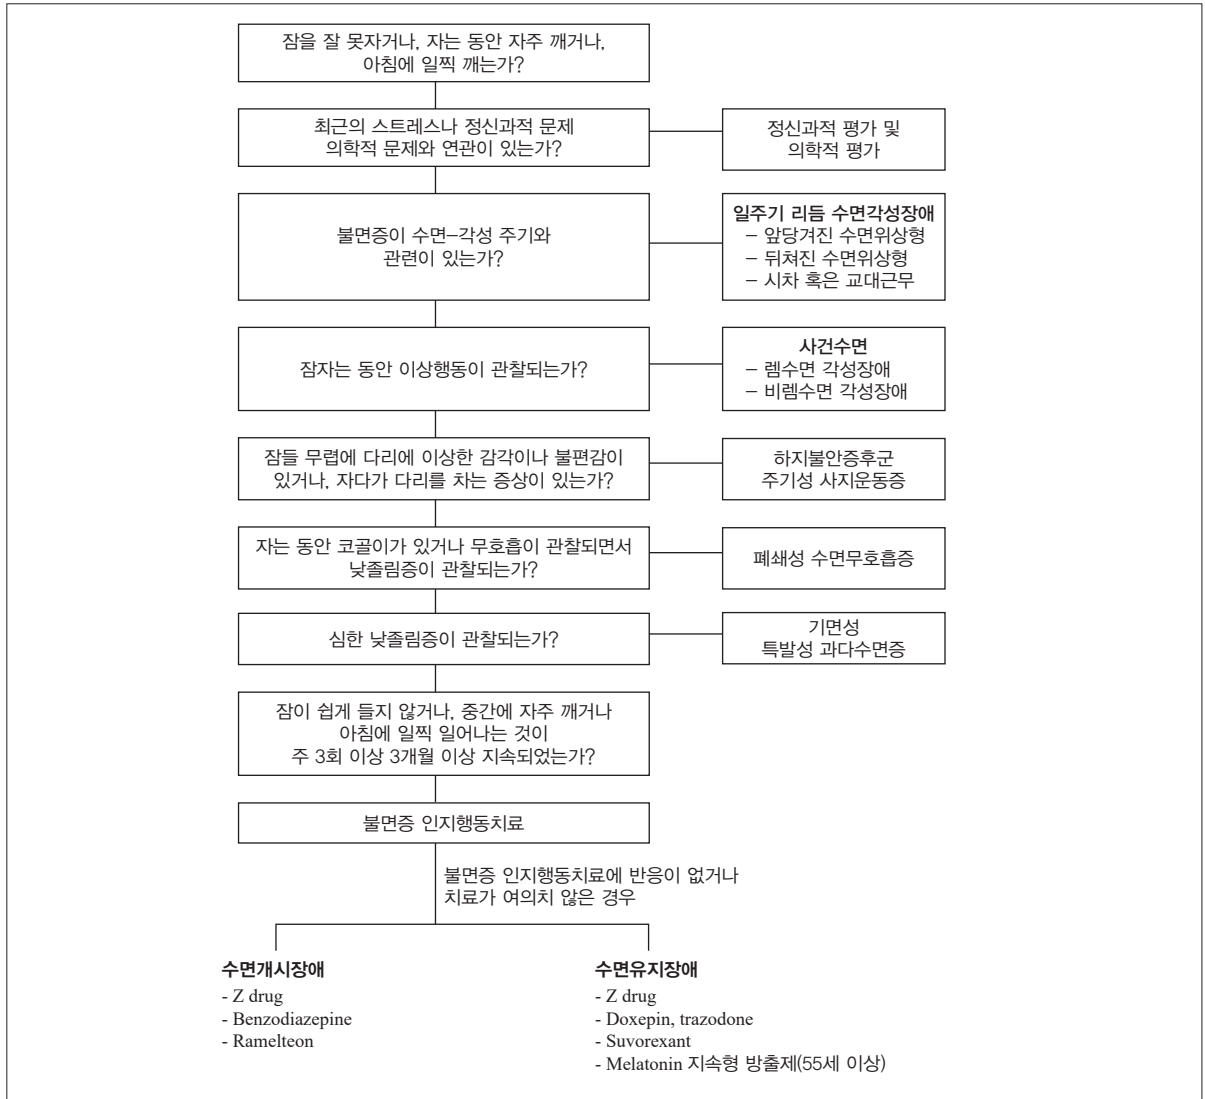 잠을 잘 못자거나, 자는 동안 자주 깨거나,
아침에 일찍 깨는가?
최근의 스트레스나 정신과적 문제
의학적 문제와 연관이 있는가?
정신과적 평가 및
의학적 평가
불면증이 수면–각성 주기와
관련이 있는가?
일주기 리듬 수면각성장애
– 앞당겨진 수면위상형
– 뒤쳐진 수면위상형
– 시차 혹은 교대근무
잠자는 동안 이상행동이 관찰되는가?
사건수면
– 렘수면 각성장애
– 비렘수면 각성장애
잠들 무렵에 다리에 이상한 감각이나 불편감이
있거나, 자다가 다리를 차는 증상이 있는가?
하지불안증후군
주기성 사지운동증
자는 동안 코골이가 있거나 무호흡이 관찰되면서
낮졸림증이 관찰되는가?
폐쇄성 수면무호흡증
심한 낮졸림증이 관찰되는가?
기면성
특발성 과다수면증
잠이 쉽게 들지 않거나, 중간에 자주 깨거나
아침에 일찍 일어나는 것이
주 3회 이상 3개월 이상 지속되었는가?
불면증 인지행동치료
불면증 인지행동치료에 반응이 없거나
치료가 여의치 않은 경우
수면개시장애
- Z drug
- Benzodiazepine
- Ramelteon
수면유지장애
- Z drug
- Doxepin, trazodone
- Suvorexant
- Melatonin 지속형 방출제(55세 이상)